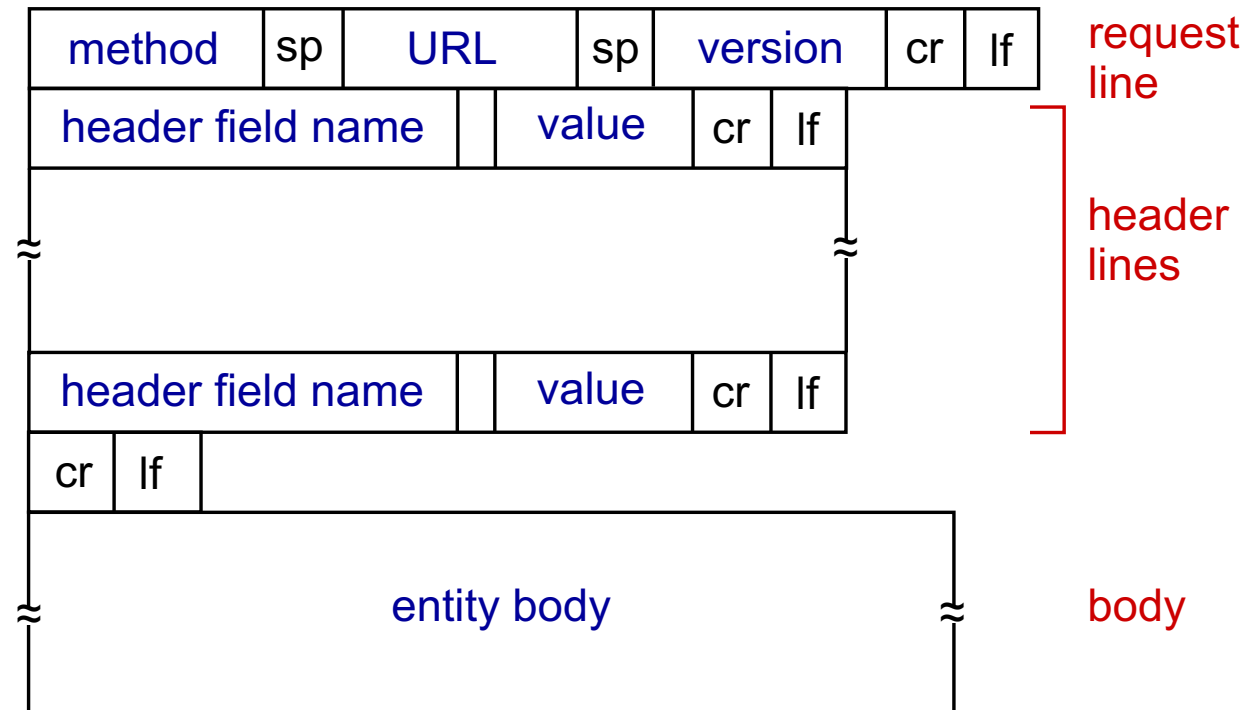 method sp URL sp version cr lf
request
line
header field name value cr lf
header
lines
header field name value cr lf
cr lf
entity body
body